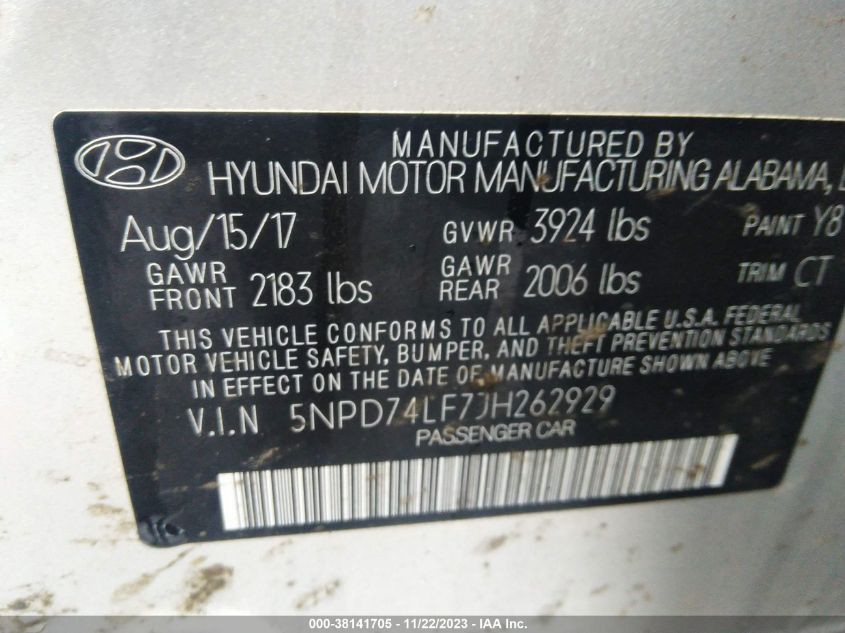 MANUFACTURED BY
HYUNDAI MOTOR MANUFACTURING ALABAMA,
Aug/15/17 GVWR 3924 lbs PAINT Y8
GAWR FRONT 2183 lbs GAWR REAR 2006 lbs TRIM CT
THIS VEHICLE CONFORMS TO ALL APPLICABLE U.S.A. FEDERAL
MOTOR VEHICLE SAFETY, BUMPER, AND THEFT PREVENTION STANDARDS
IN EFFECT ON THE DATE OF MANUFACTURE SHOWN ABOVE
V.I.N 5NPD74LF7JH262929
PASSENGER CAR
000-38141705 - 11/22/2023 - IAA Inc.